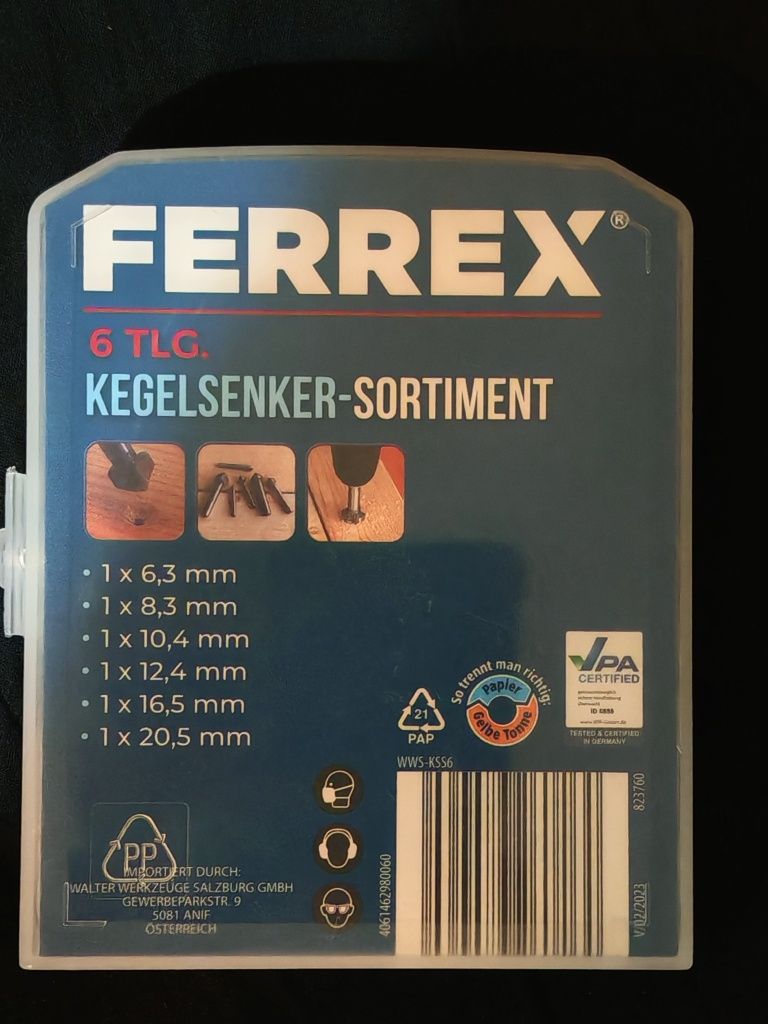 FERREX®
6 TLG.
KEGELSENKER-SORTIMENT
• 1 x 6,3 mm
• 1 x 8,3 mm
• 1 x 10,4 mm
• 1 x 12,4 mm
• 1 x 16,5 mm
• 1 x 20,5 mm
So trennt man richtig:
Papier
Gelbe Tonne
21
PAP
VPA
CERTIFIED
TESTED & CERTIFIED
IN GERMANY
WWS-KSS6
823760
4061462980060
V/02/2023
PP
IMPORTIERT DURCH:
WALTER WERKZEUGE SALZBURG GMBH
GEWERBEPARKSTR. 9
5081 ANIF
ÖSTERREICH